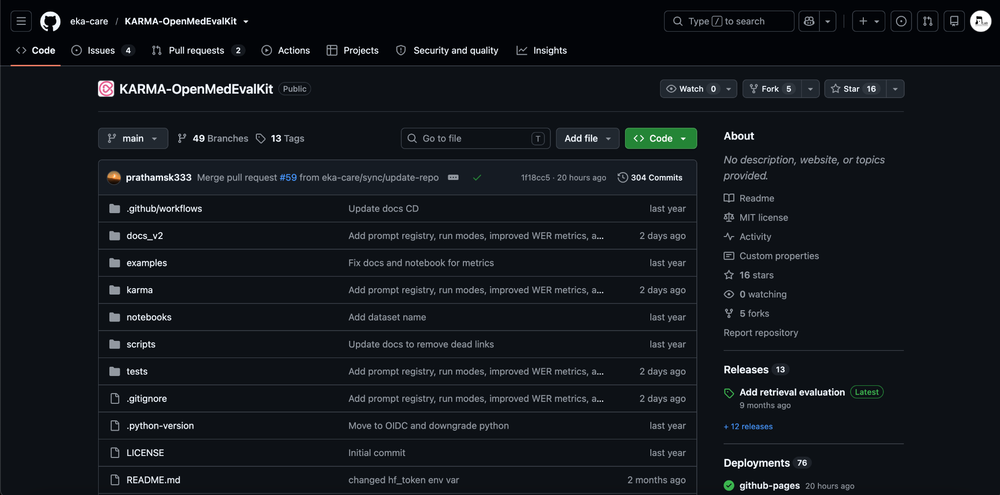 eka-care / KARMA-OpenMedEvalKit
Type / to search
Code
Issues 4
Pull requests 2
Actions
Projects
Security and quality
Insights
KARMA-OpenMedEvalKit Public
Watch 0
Fork 5
Star 16
main
49 Branches
13 Tags
Go to file T
Add file
Code
prathamsk333 Merge pull request #59 from eka-care/sync/update-repo 1f18cc5 · 20 hours ago 304 Commits
.github/workflows Update docs CD last year
docs_v2 Add prompt registry, run modes, improved WER metrics, a... 2 days ago
examples Fix docs and notebook for metrics last year
karma Add prompt registry, run modes, improved WER metrics, a... 2 days ago
notebooks Add dataset name last year
scripts Update docs to remove dead links last year
tests Add prompt registry, run modes, improved WER metrics, a... 2 days ago
.gitignore Add prompt registry, run modes, improved WER metrics, a... 2 days ago
.python-version Move to OIDC and downgrade python last year
LICENSE Initial commit last year
README.md changed hf_token env var 2 months ago
About
No description, website, or topics
provided.
Readme
MIT license
Activity
Custom properties
16 stars
0 watching
5 forks
Report repository
Releases 13
Add retrieval evaluation Latest
9 months ago
+ 12 releases
Deployments 76
github-pages 20 hours ago